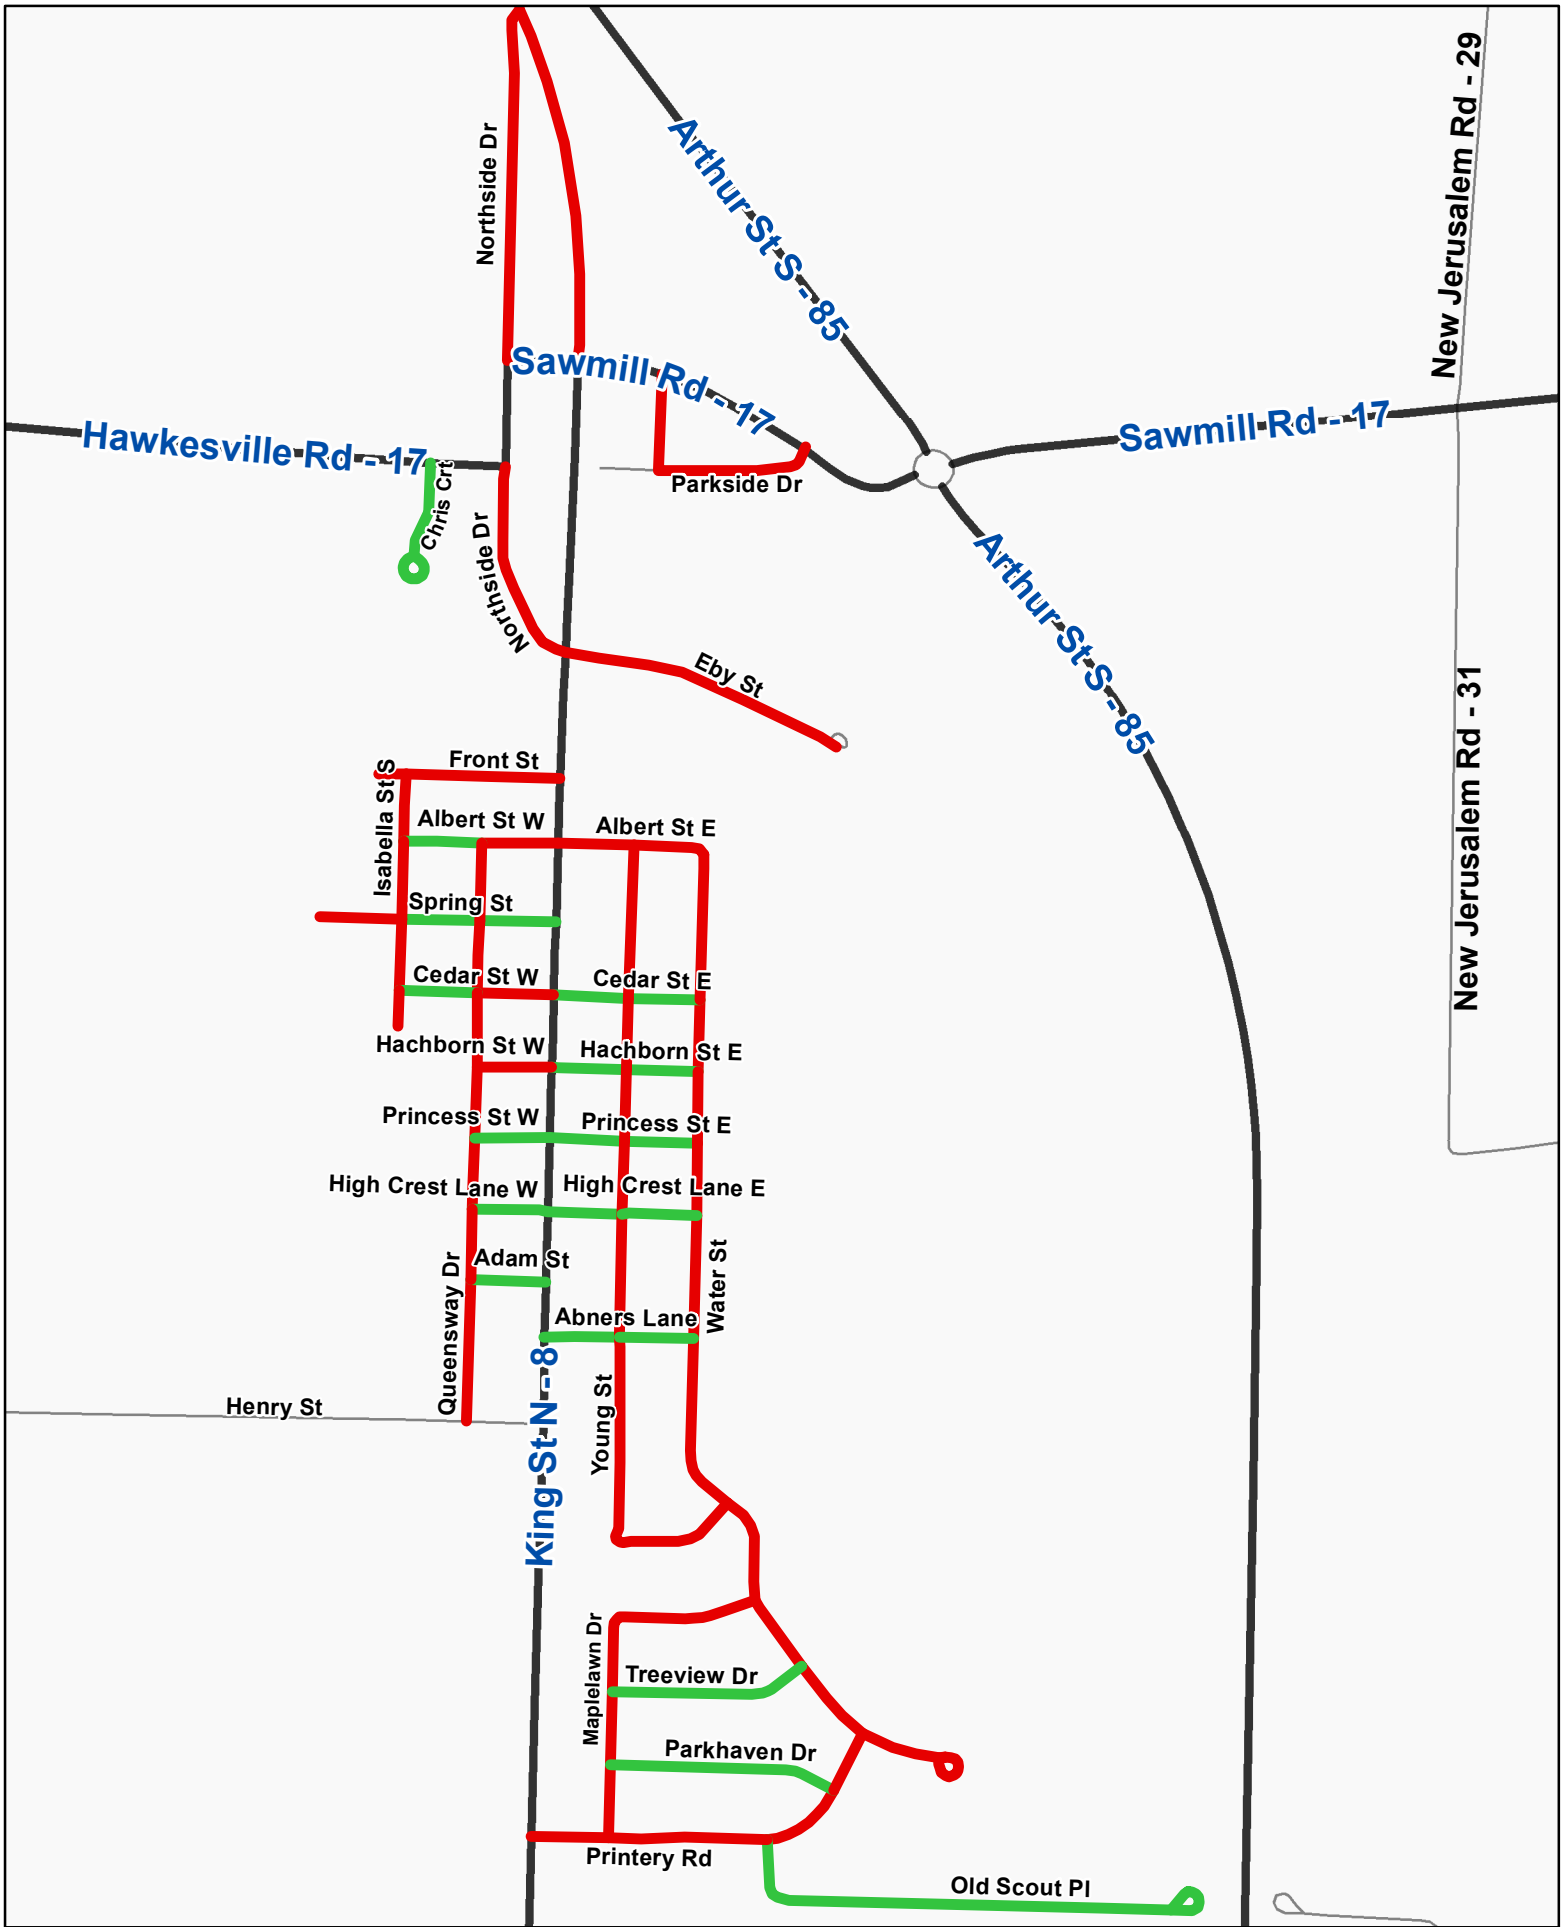 New Jerusalem Rd - 29
Arthur St S - 85
Northside Dr
Sawmill Rd - 17
Hawkesville Rd - 17
Sawmill Rd - 17
Parkside Dr
Chris Crt
Northside Dr
Arthur St S - 85
Eby St
New Jerusalem Rd - 31
Front St
Isabella St S
Albert St W
Albert St E
Spring St
Cedar St W
Cedar St E
Hachborn St W
Hachborn St E
Princess St W
Princess St E
High Crest Lane W
High Crest Lane E
Adam St
Water St
Queensway Dr
Abners Lane
King St N - 8
Young St
Henry St
Maplelawn Dr
Treeview Dr
Parkhaven Dr
Printery Rd
Old Scout Pl